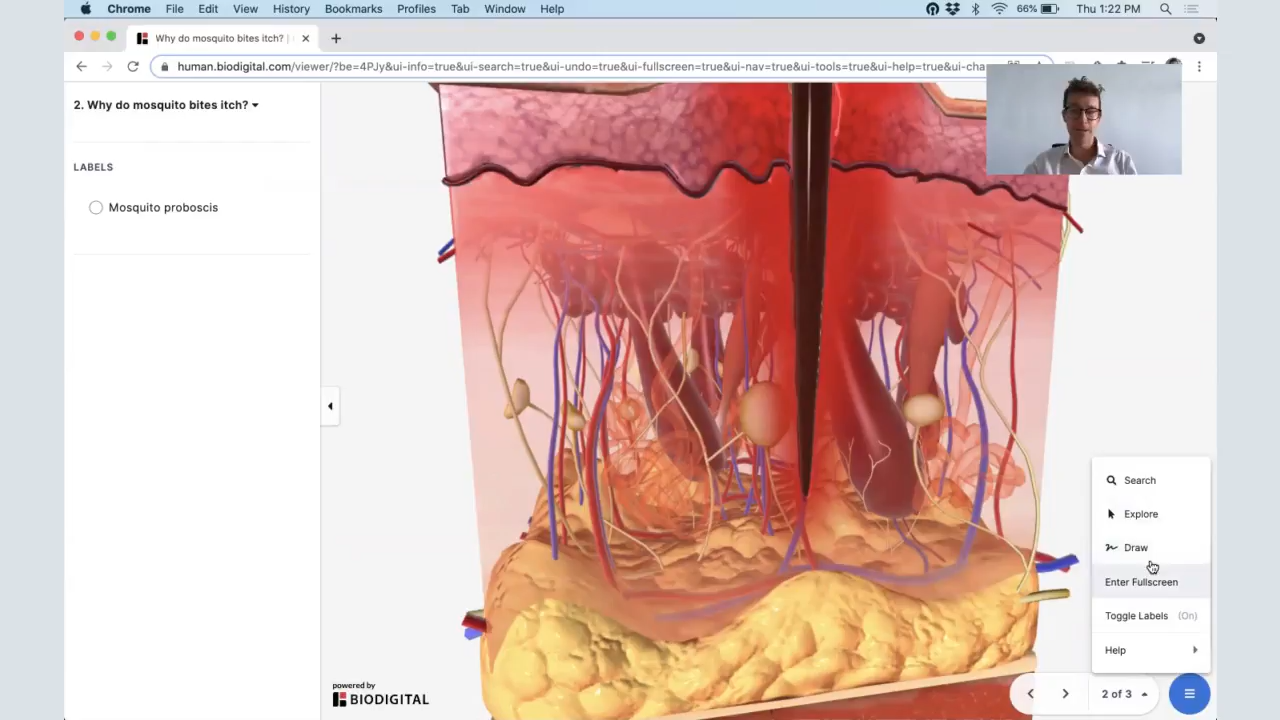 Chrome File Edit View History Bookmarks Profiles Tab Window Help 66% Thu 1:22 PM
Why do mosquito bites itch? |
human.biodigital.com/viewer/?be=4PJy&ui-info=true&ui-search=true&ui-undo=true&ui-fullscreen=true&ui-nav=true&ui-tools=true&ui-help=true&ui-cha
2. Why do mosquito bites itch?
LABELS
Mosquito proboscis
Search
Explore
Draw
Enter Fullscreen
Toggle Labels (On)
Help
powered by
BIODIGITAL
2 of 3